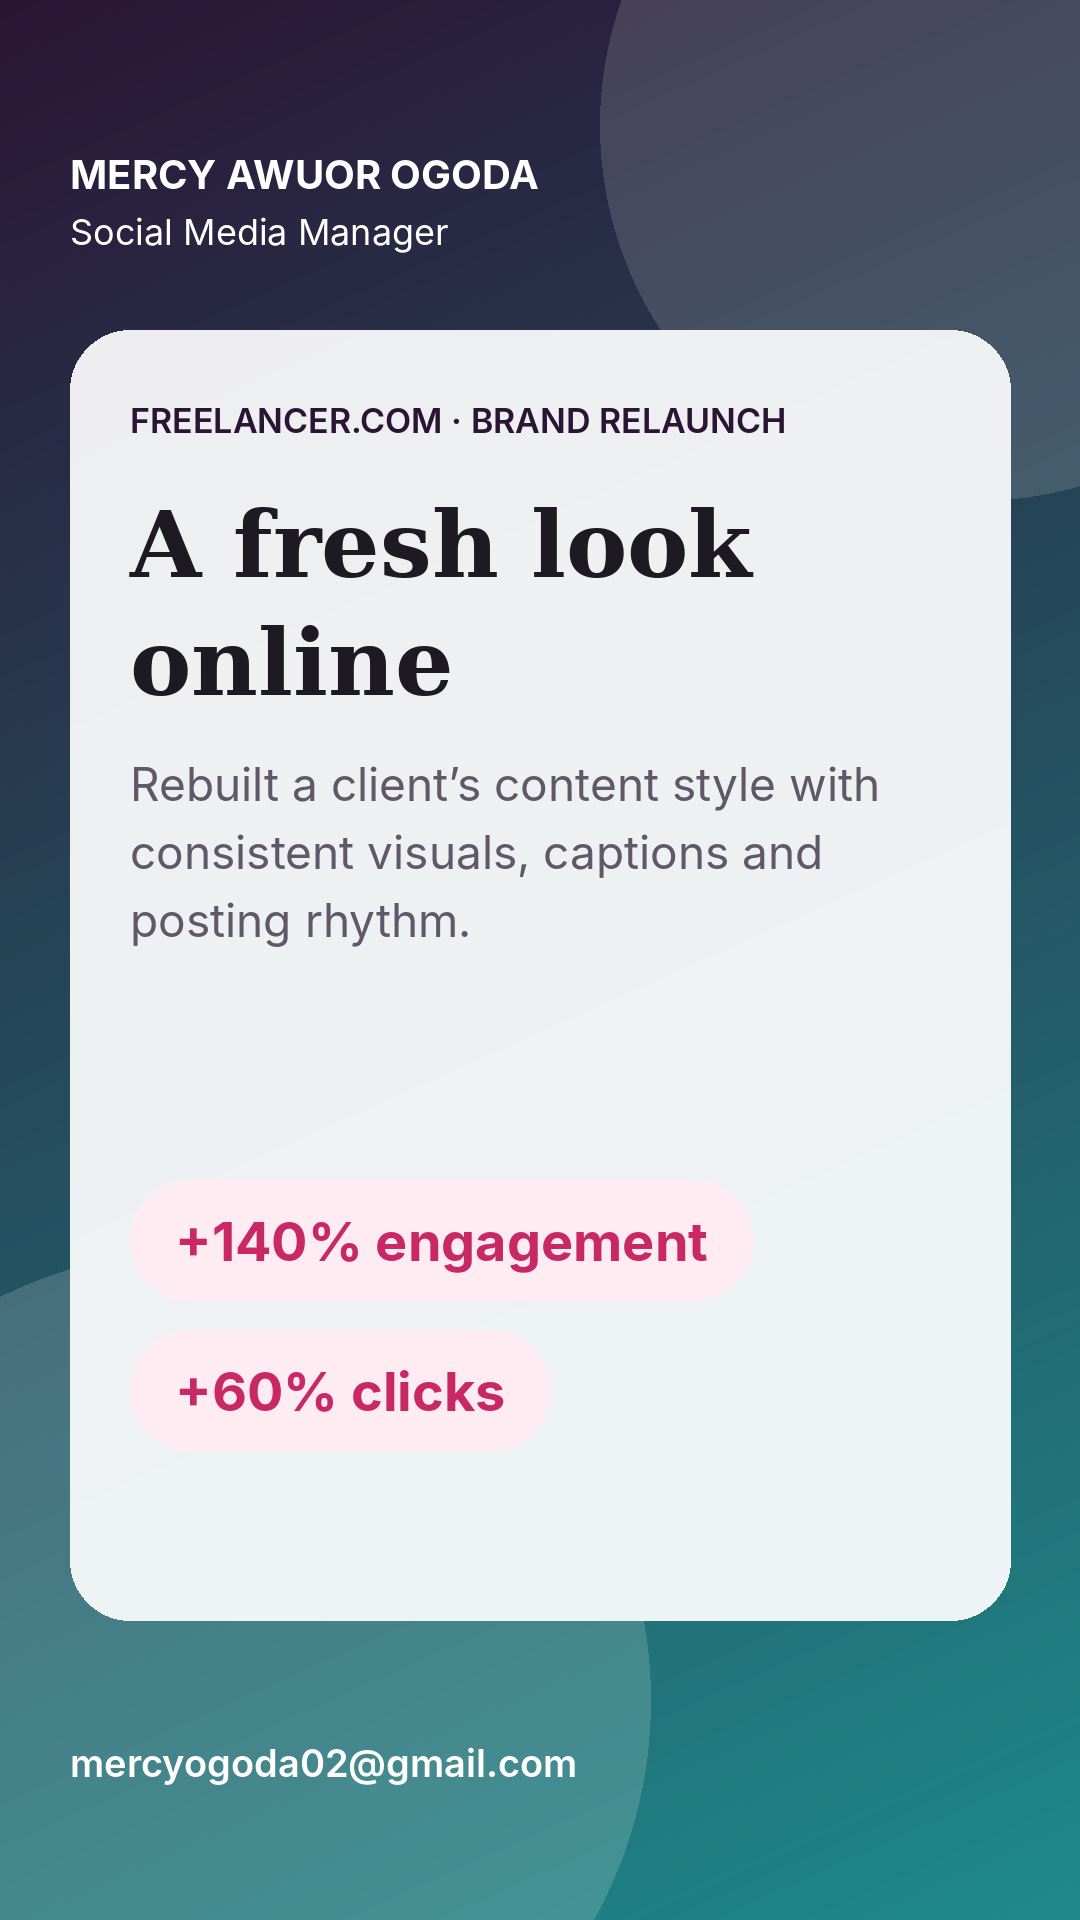 MERCY AWUOR OGODA
Social Media Manager
FREELANCER.COM · BRAND RELAUNCH
A fresh look
online
Rebuilt a client’s content style with
consistent visuals, captions and
posting rhythm.
+140% engagement
+60% clicks
mercyogoda02@gmail.com